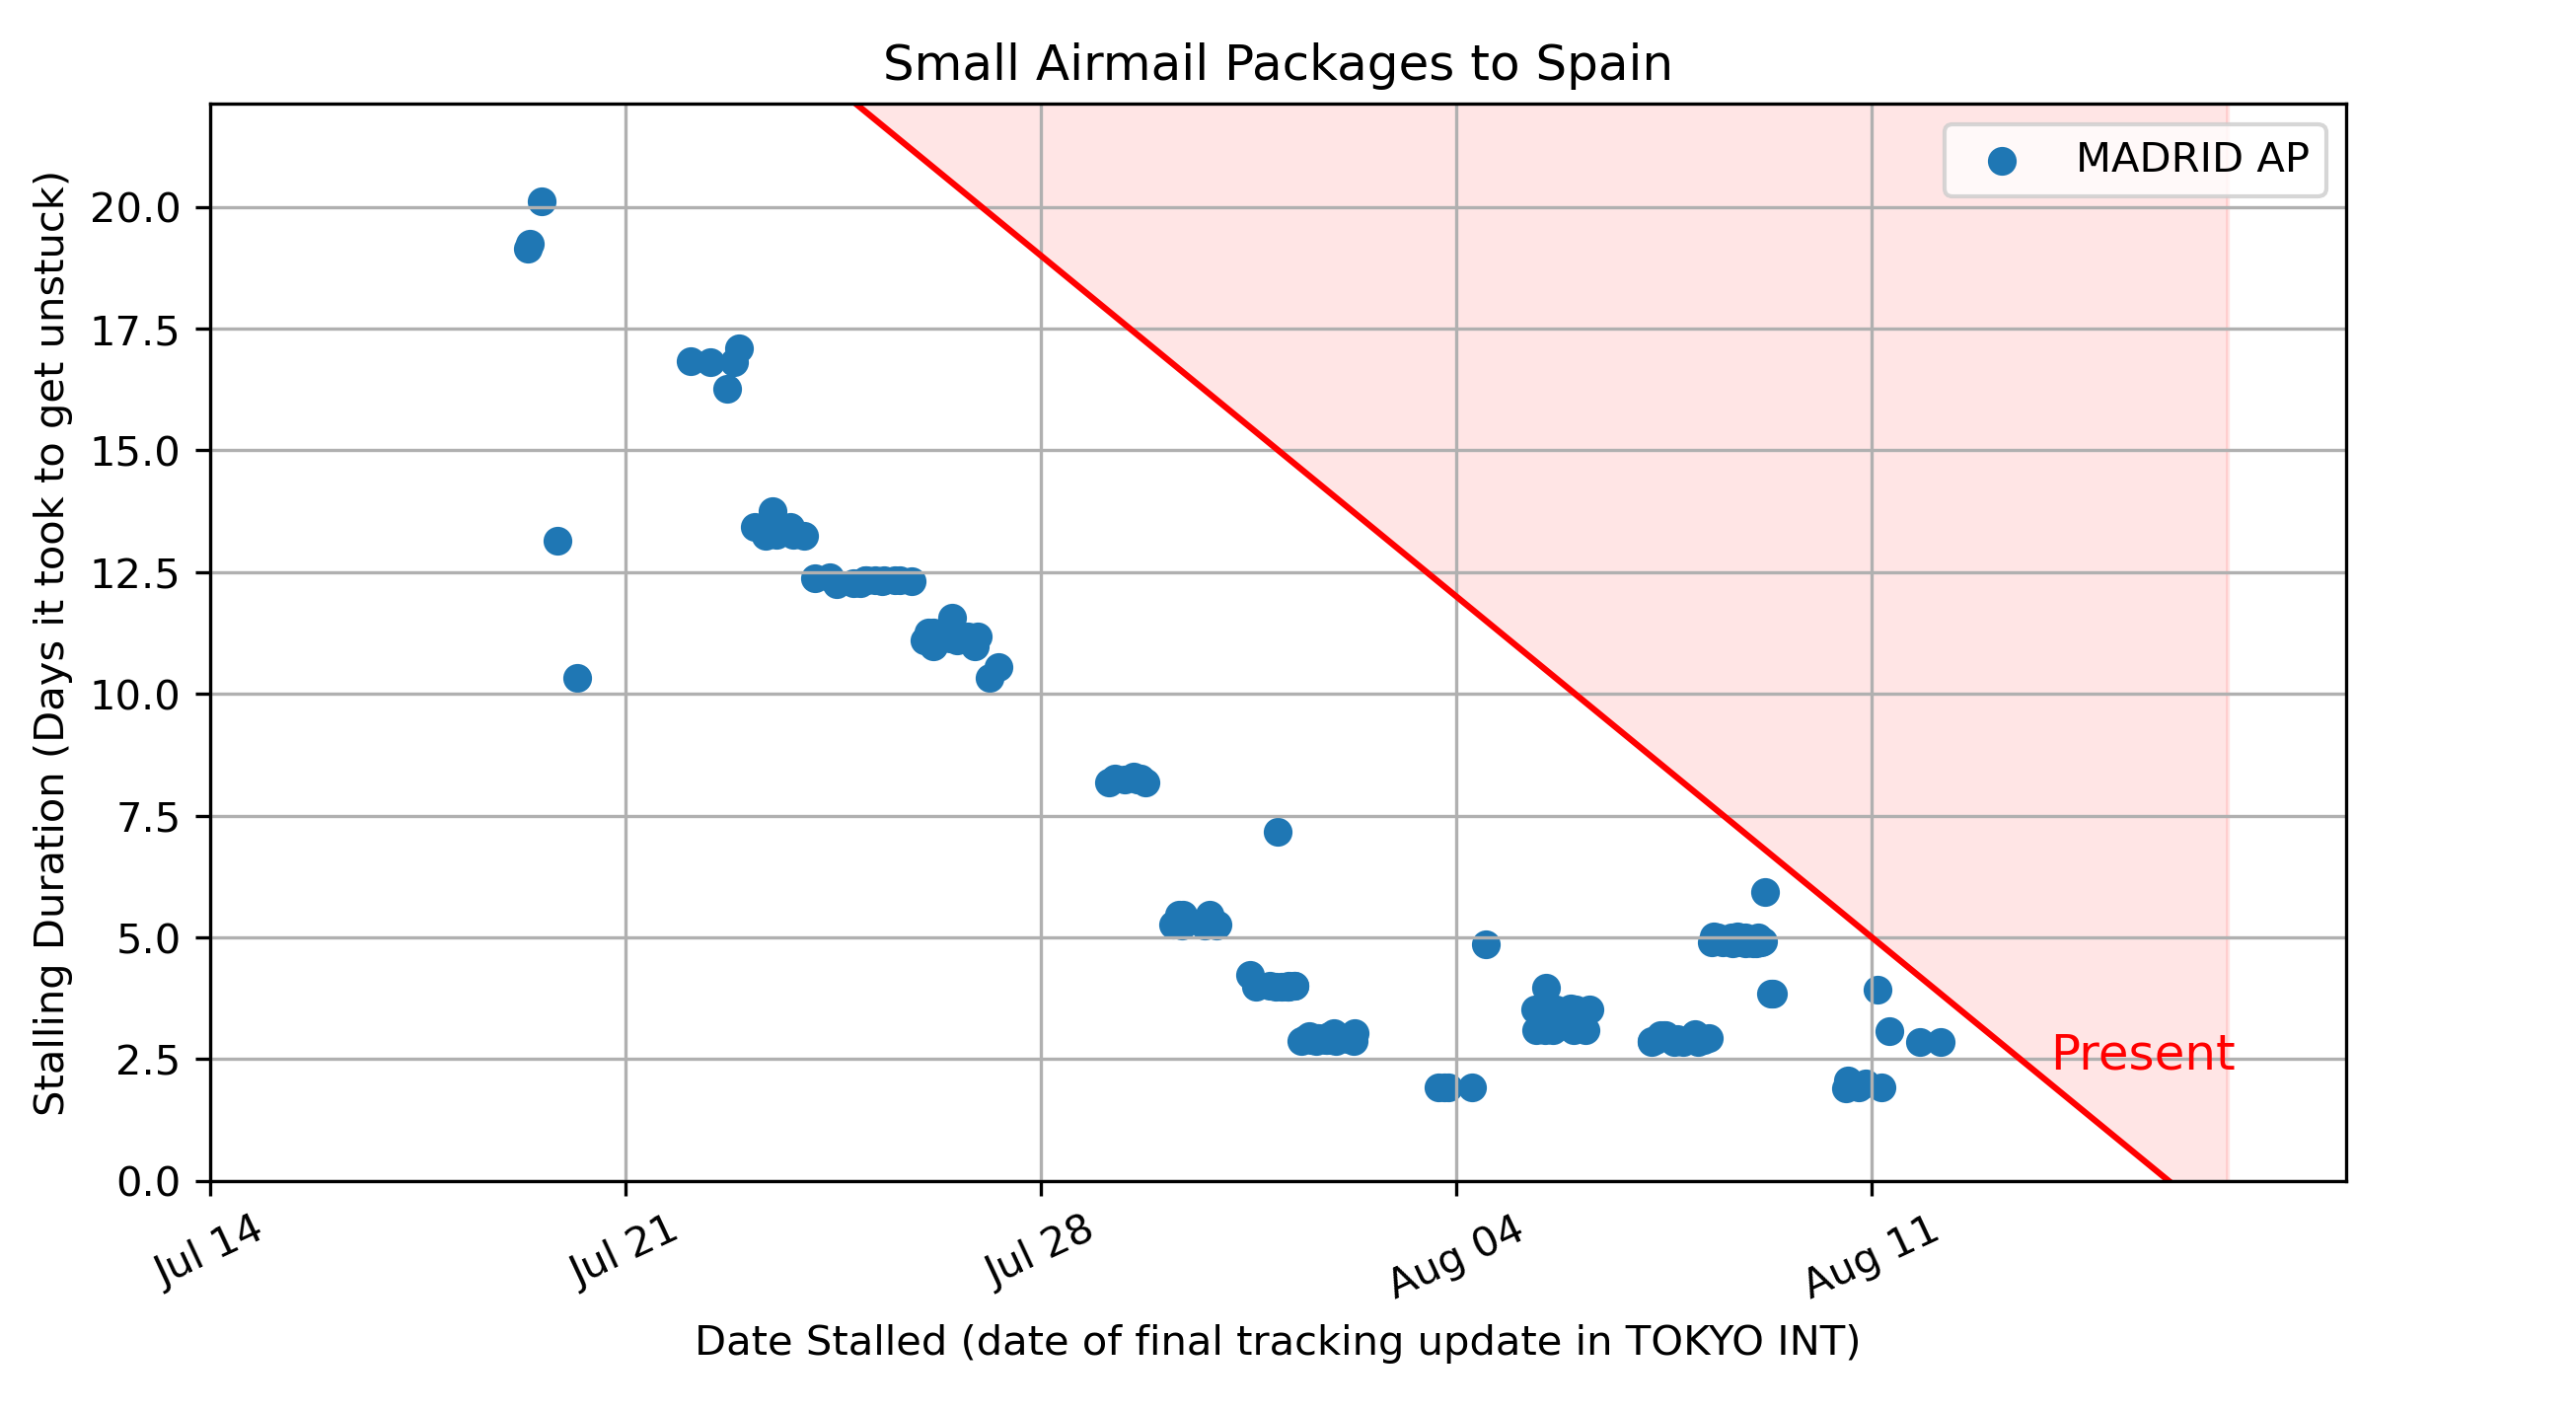 Small Airmail Packages to Spain
MADRID AP
Stalling Duration (Days it took to get unstuck)
20.0
17.5
15.0
12.5
10.0
7.5
5.0
2.5
0.0
Present
Jul 14
Jul 21
Jul 28
Aug 04
Aug 11
Date Stalled (date of final tracking update in TOKYO INT)